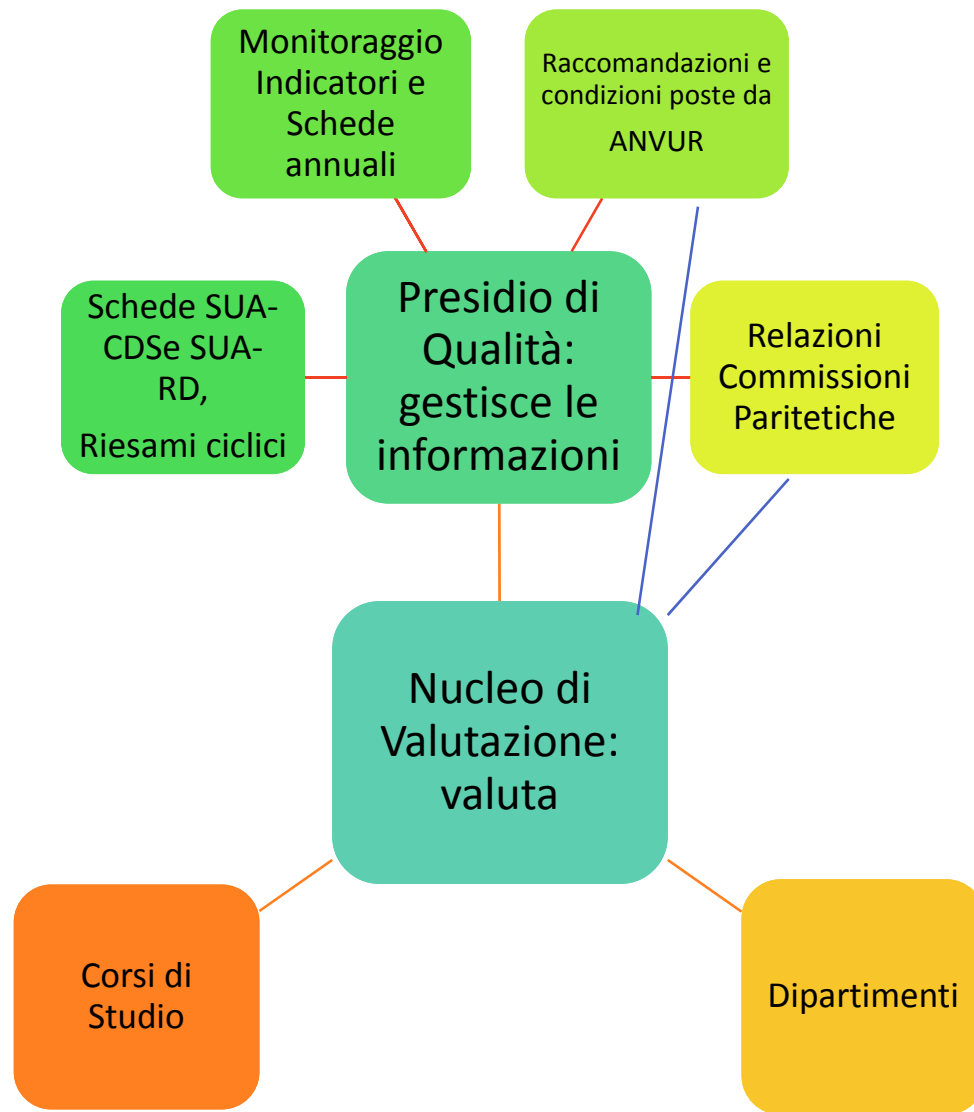 Monitoraggio
Indicatori e
Schede
annuali
Raccomandazioni e
condizioni poste da
ANVUR
Schede SUA-
CDSe SUA-
RD,
Riesami ciclici
Presidio di
Qualità:
gestisce le
informazioni
Relazioni
Commissioni
Paritetiche
Nucleo di
Valutazione:
valuta
Corsi di
Studio
Dipartimenti